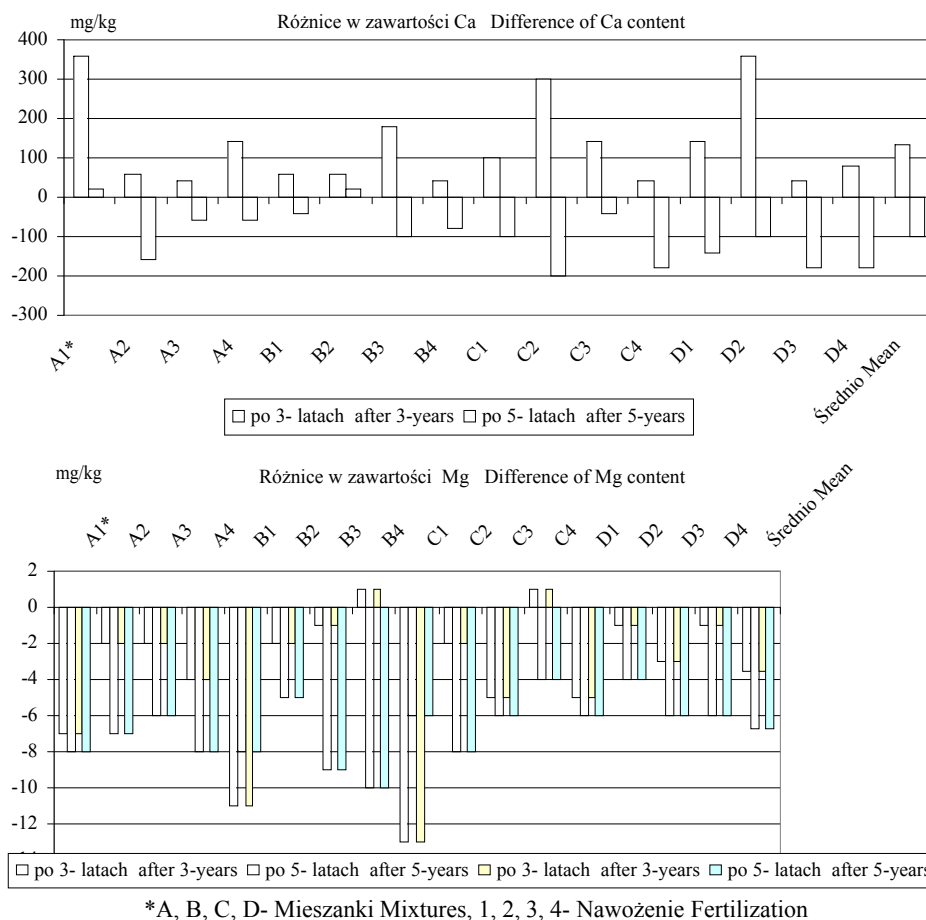 mg/kg
Różnice w zawartości Ca Difference of Ca content
400
300
200
100
0
-100
-200
-300
A1* A2 A3 A4 B1 B2 B3 B4 C1 C2 C3 C4 D1 D2 D3 D4 Średnio Mean
po 3- latach after 3-years po 5- latach after 5-years
mg/kg
Różnice w zawartości Mg Difference of Mg content
A1* A2 A3 A4 B1 B2 B3 B4 C1 C2 C3 C4 D1 D2 D3 D4 Średnio Mean
2
0
-2
-4
-6
-8
-10
-12
po 3- latach after 3-years po 5- latach after 5-years po 3- latach after 3-years po 5- latach after 5-years
*A, B, C, D- Mieszanki Mixtures, 1, 2, 3, 4- Nawożenie Fertilization